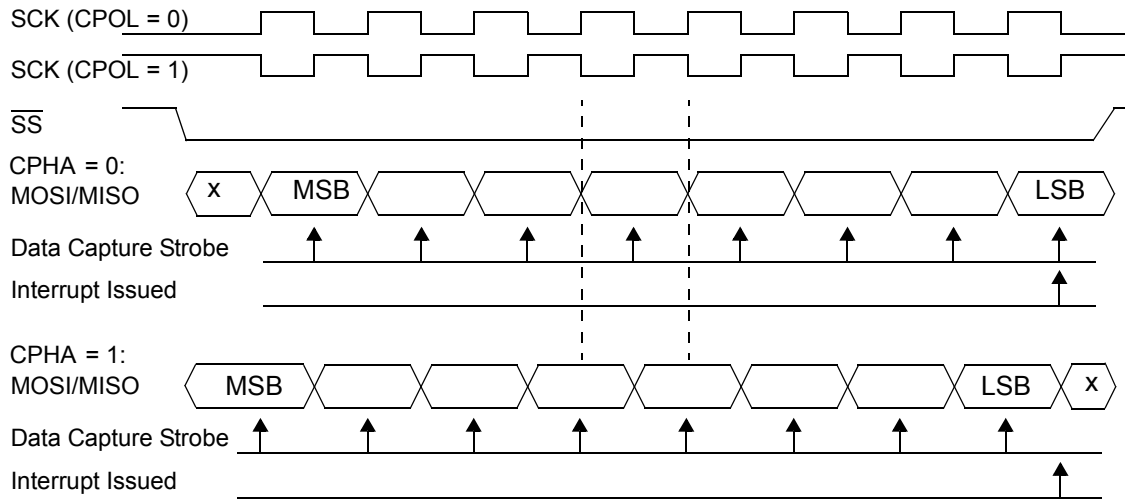 SCK (CPOL = 0)
SCK (CPOL = 1)
SS
CPHA = 0:
MOSI/MISO
x
MSB
LSB
Data Capture Strobe
Interrupt Issued
CPHA = 1:
MOSI/MISO
MSB
LSB
x
Data Capture Strobe
Interrupt Issued